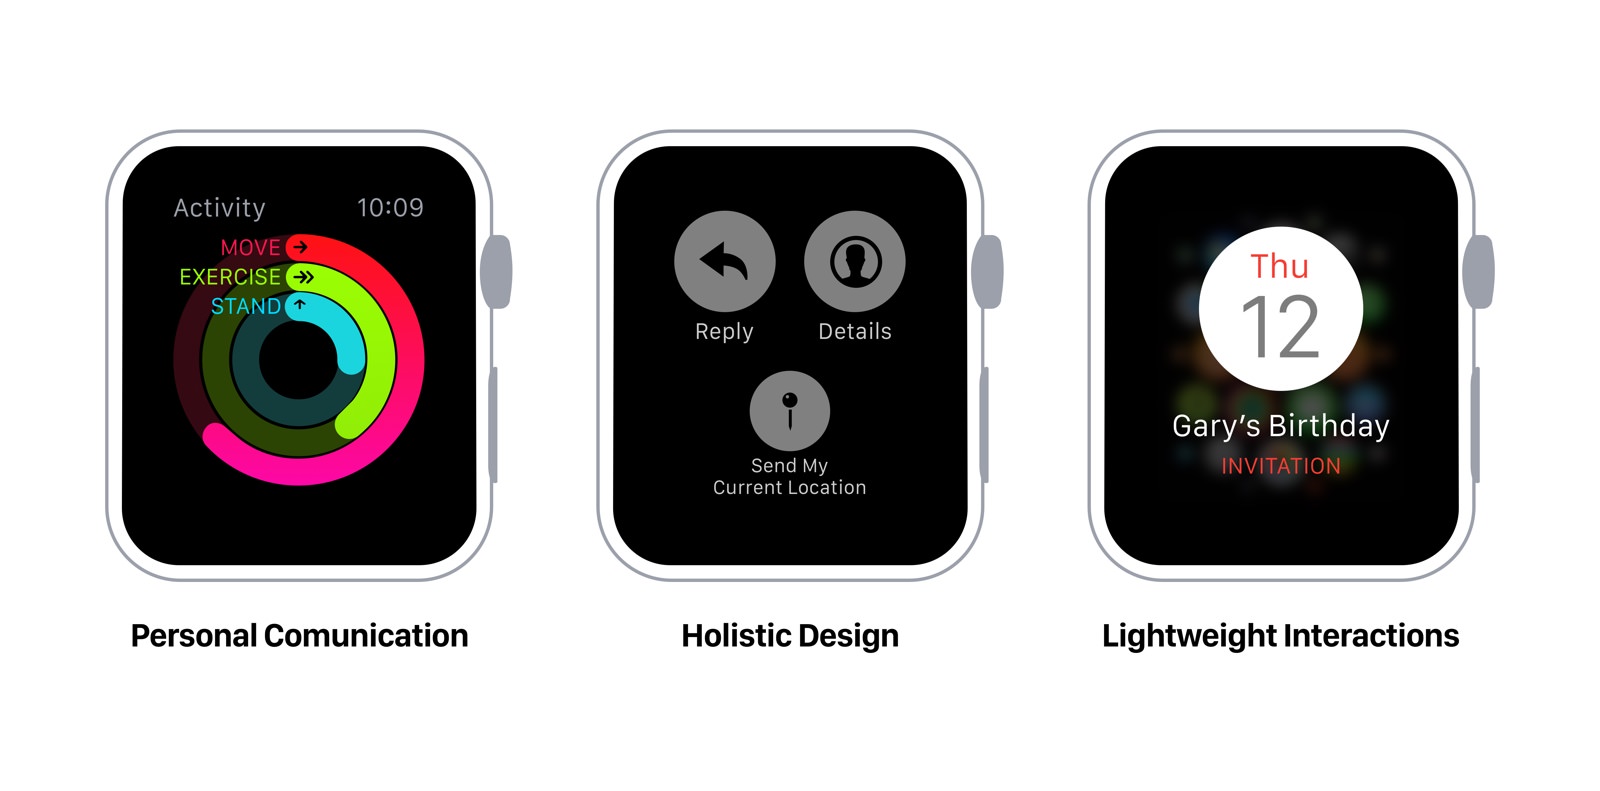 Activity 10:09
MOVE
EXERCISE
STAND
Personal Comunication
Reply Details
Send My
Current Location
Holistic Design
Thu
12
Gary’s Birthday
INVITATION
Lightweight Interactions